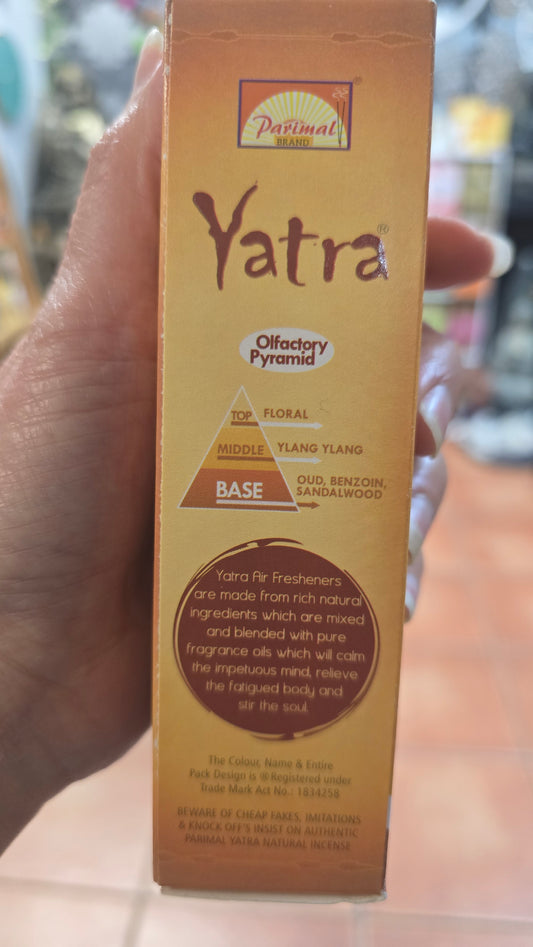 Parimal®
BRAND
Yatra®
Olfactory
Pyramid
TOP FLORAL
MIDDLE YLANG YLANG
BASE OUD, BENZOIN,
SANDALWOOD
Yatra Air Fresheners
are made from rich natural
ingredients which are mixed
and blended with pure
fragrance oils which will calm
the impetuous mind, relieve
the fatigued body and
stir the soul.
The Colour, Name & Entire
Pack Design is ®Registered under
Trade Mark Act No.: 1834258
BEWARE OF CHEAP FAKES, IMITATIONS
& KNOCK OFF'S INSIST ON AUTHENTIC
PARIMAL YATRA NATURAL INCENSE